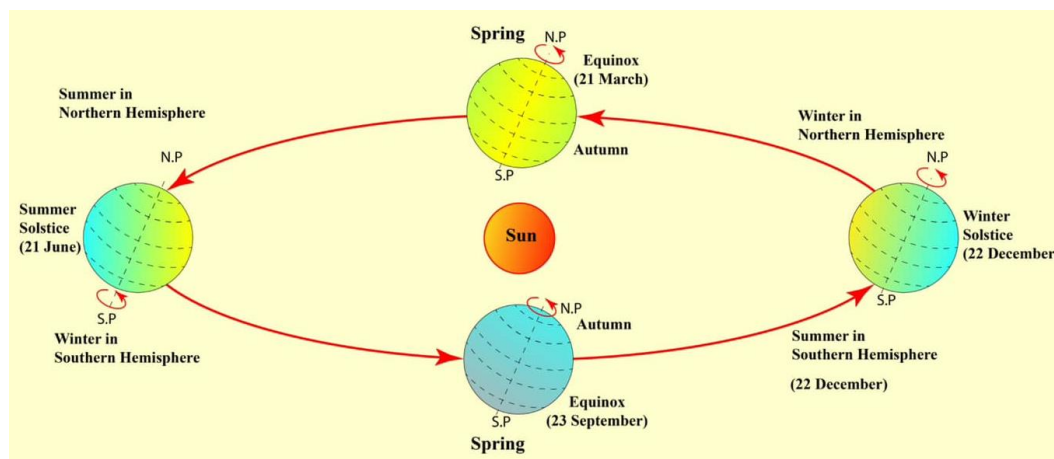 Spring
N.P
Equinox
(21 March)
Autumn
S.P
Summer in
Northern Hemisphere
N.P
Summer
Solstice
(21 June)
S.P
Winter in
Southern Hemisphere
Sun
Winter in
Northern Hemisphere
N.P
Winter
Solstice
(22 December
S.P
Summer in
Southern Hemisphere
(22 December)
N.P
Autumn
Equinox
(23 September)
S.P
Spring